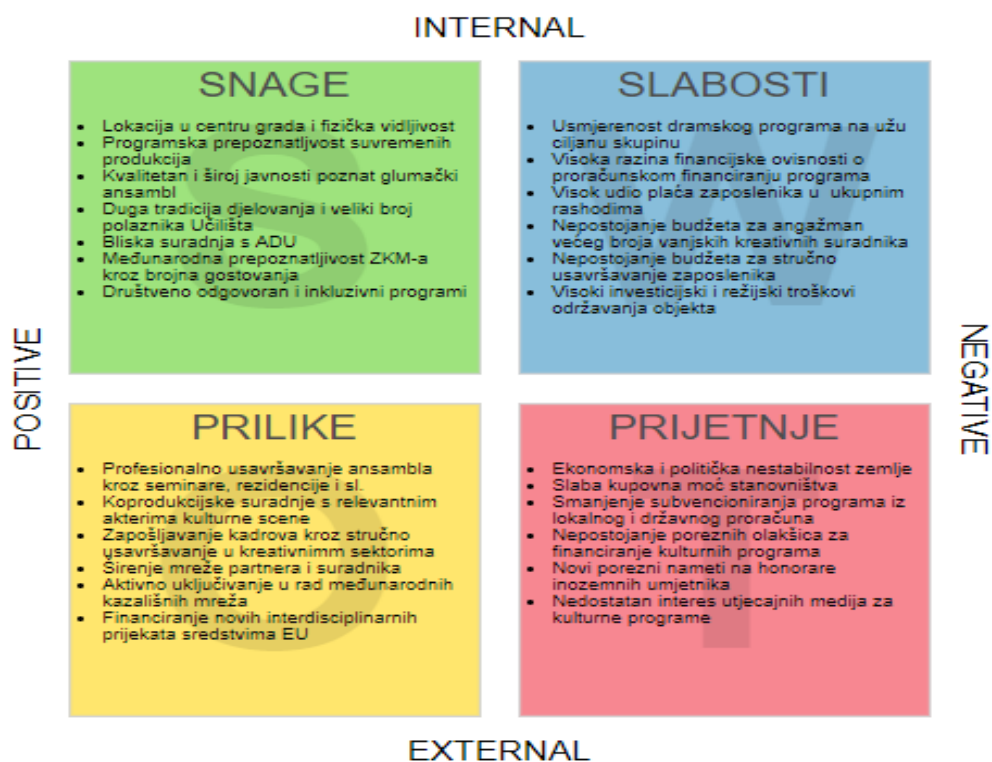 INTERNAL
SNAGE
• Lokacija u centru grada i fizička vidljivost
• Programska prepoznatljvost suvremenih
produkcija
• Kvalitetan i široj javnosti poznat glumački
ansambl
• Duga tradicija djelovanja i veliki broj
polaznika Učilišta
• Bliska suradnja s ADU
• Međunarodna prepoznatljivost ZKM-a
kroz brojna gostovanja
• Društveno odgovoran i inkluzivni programi
SLABOSTI
• Usmjerenost dramskog programa na užu
ciljanu skupinu
• Visoka razina financijske ovisnosti o
proračunskom financiranju programa
• Visok udio plaća zaposlenika u ukupnim
rashodima
• Nepostojanje budžeta za angažman
većeg broja vanjskih kreativnih suradnika
• Nepostojanje budžeta za stručno
usavršavanje zaposlenika
• Visoki investicijski i režijski troškovi
održavanja objekta
POSITIVE
NEGATIVE
PRILIKE
• Profesionalno usavršavanje ansambla
kroz seminare, rezidencije i sl.
• Koprodukcijske suradnje s relevantnim
akterima kulturne scene
• Zapošljavanje kadrova kroz stručno
usavršavanje u kreativnimm sektorima
• Širenje mreže partnera i suradnika
• Aktivno uključivanje u rad međunarodnih
kazališnih mreža
• Financiranje novih interdisciplinarnih
prijekata sredstvima EU
PRIJETNJE
• Ekonomska i politička nestabilnost zemlje
• Slaba kupovna moć stanovništva
• Smanjenje subvencioniranja programa iz
lokalnog i državnog proračuna
• Nepostojanje poreznih olakšica za
financiranje kulturnih programa
• Novi porezni nameti na honorare
inozemnih umjetnika
• Nedostatan interes utjecajnih medija za
kulturne programe
EXTERNAL
S
W
O
T